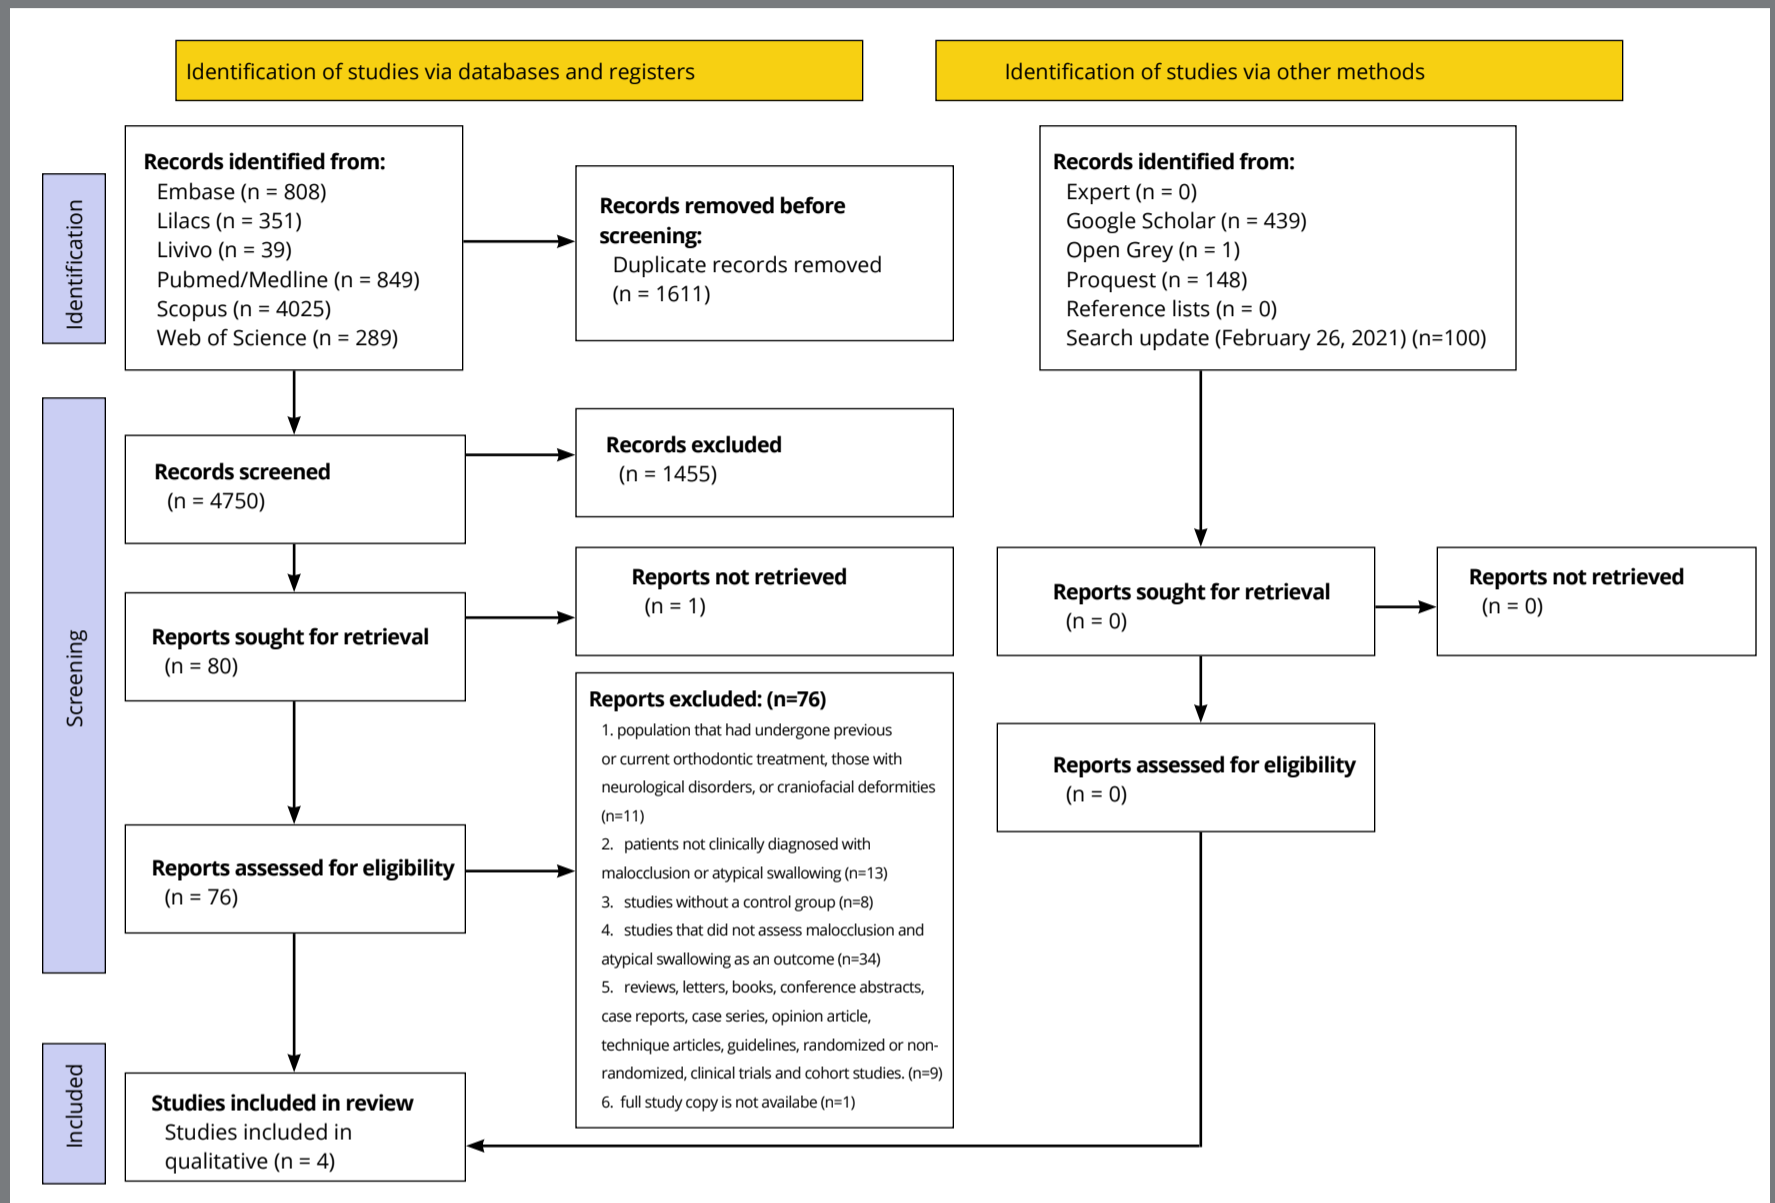 Identification of studies via databases and registers
Identification of studies via other methods
Identification
Records identified from:
Embase (n = 808)
Lilacs (n = 351)
Livivo (n = 39)
Pubmed/Medline (n = 849)
Scopus (n = 4025)
Web of Science (n = 289)
Records removed before
screening:
Duplicate records removed
(n = 1611)
Records identified from:
Expert (n = 0)
Google Scholar (n = 439)
Open Grey (n = 1)
Proquest (n = 148)
Reference lists (n = 0)
Search update (February 26, 2021) (n=100)
Screening
Records screened
(n = 4750)
Records excluded
(n = 1455)
Reports sought for retrieval
(n = 80)
Reports not retrieved
(n = 1)
Reports sought for retrieval
(n = 0)
Reports not retrieved
(n = 0)
Reports assessed for eligibility
(n = 76)
Reports excluded: (n=76)
1. population that had undergone previous
or current orthodontic treatment, those with
neurological disorders, or craniofacial deformities
(n=11)
2. patients not clinically diagnosed with
malocclusion or atypical swallowing (n=13)
3. studies without a control group (n=8)
4. studies that did not assess malocclusion and
atypical swallowing as an outcome (n=34)
5. reviews, letters, books, conference abstracts,
case reports, case series, opinion article,
technique articles, guidelines, randomized or non-
randomized, clinical trials and cohort studies. (n=9)
6. full study copy is not availabe (n=1)
Reports assessed for eligibility
(n = 0)
Included
Studies included in review
Studies included in
qualitative (n = 4)